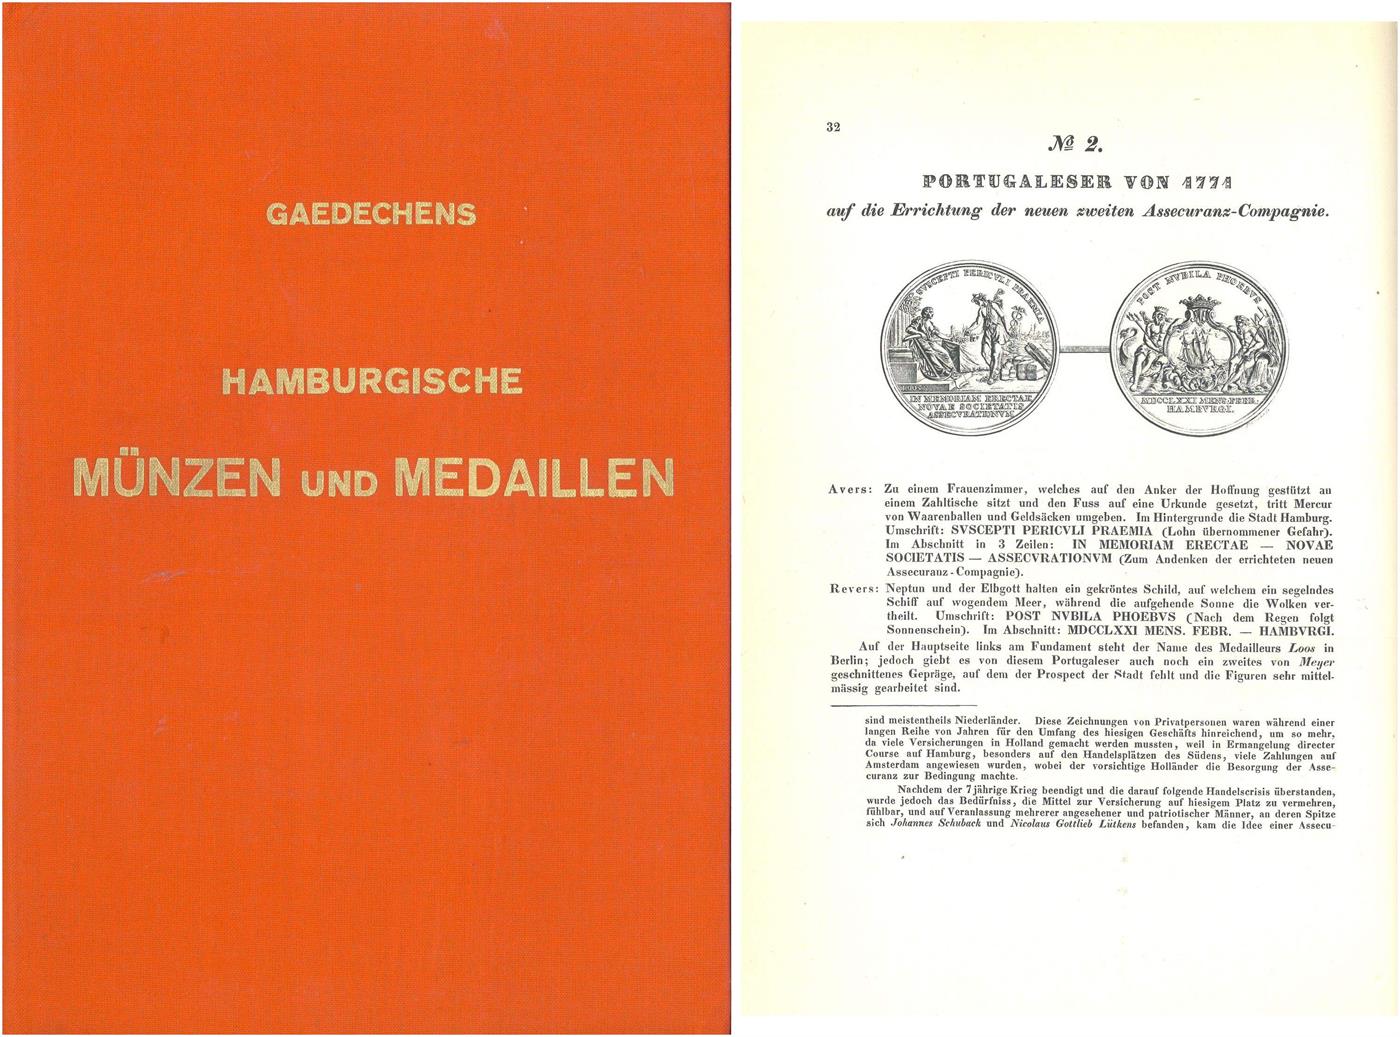 GAEDECHENS
HAMBURGISCHE
MÜNZEN UND MEDAILLEN
32
№ 2.
PORTUGALESER VON 1771
auf die Errichtung der neuen zweiten Assecuranz-Compagnie.
SVSCEPTI PERICVLI PRAEMIA
LOOS
IN MEMORIAM ERECTAE
NOVAE SOCIETATIS
ASSECVRATIONVM
POST NVBILA PHOEBVS
MDCCLXXI MENS. FEBR.
HAMBVRGI.
Avers: Zu einem Frauenzimmer, welches auf den Anker der Hoffnung gestützt an
einem Zahltische sitzt und den Fuss auf eine Urkunde gesetzt, tritt Mercur
von Waarenballen und Geldsäcken umgeben. Im Hintergrunde die Stadt Hamburg.
Umschrift: SVSCEPTI PERICVLI PRAEMIA (Lohn übernommener Gefahr).
Im Abschnitt in 3 Zeilen: IN MEMORIAM ERECTAE — NOVAE
SOCIETATIS — ASSECVRATIONVM (Zum Andenken der errichteten neuen
Assecuranz-Compagnie).
Revers: Neptun und der Elbgott halten ein gekröntes Schild, auf welchem ein segelndes
Schiff auf wogendem Meer, während die aufgehende Sonne die Wolken ver-
theilt. Umschrift: POST NVBILA PHOEBVS (Nach dem Regen folgt
Sonnenschein). Im Abschnitt: MDCCLXXI MENS. FEBR. — HAMBVRGI.
Auf der Hauptseite links am Fundament steht der Name des Medailleurs Loos in
Berlin; jedoch giebt es von diesem Portugaleser auch noch ein zweites von Meyer
geschnittenes Gepräge, auf dem der Prospect der Stadt fehlt und die Figuren sehr mittel-
mässig gearbeitet sind.
sind meistentheils Niederländer. Diese Zeichnungen von Privatpersonen waren während einer
langen Reihe von Jahren für den Umfang des hiesigen Geschäfts hinreichend, um so mehr,
da viele Versicherungen in Holland gemacht werden mussten, weil in Ermangelung directer
Course auf Hamburg, besonders auf den Handelsplätzen des Südens, viele Zahlungen auf
Amsterdam angewiesen wurden, wobei der vorsichtige Holländer die Besorgung der Asse-
curanz zur Bedingung machte.
Nachdem der 7jährige Krieg beendigt und die darauf folgende Handelscrisis überstanden,
wurde jedoch das Bedürfniss, die Mittel zur Versicherung auf hiesigem Platz zu vermehren,
fühlbar, und auf Veranlassung mehrerer angesehener und patriotischer Männer, an deren Spitze
sich Johannes Schuback und Nicolaus Gottlieb Lütkens befanden, kam die Idee einer Assecu-